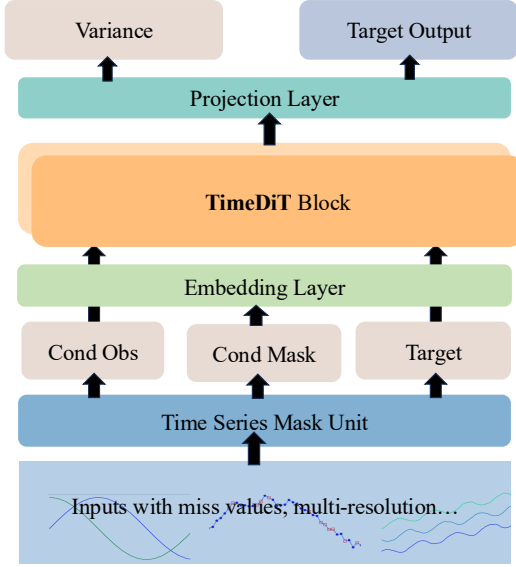 Variance
Target Output
Projection Layer
TimeDiT Block
Embedding Layer
Cond Obs
Cond Mask
Target
Time Series Mask Unit
Inputs with miss values, multi-resolution...